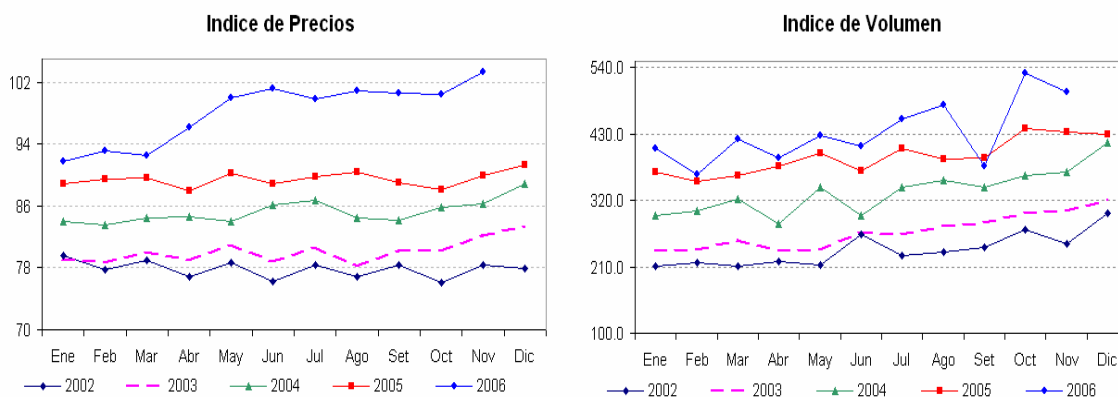 Indice de Precios
102
94
86
78
70
Ene Feb Mar Abr May Jun Jul Ago Set Oct Nov Dic
2002 2003 2004 2005 2006
Indice de Volumen
540.0
430.0
320.0
210.0
100.0
Ene Feb Mar Abr May Jun Jul Ago Set Oct Nov Dic
2002 2003 2004 2005 2006